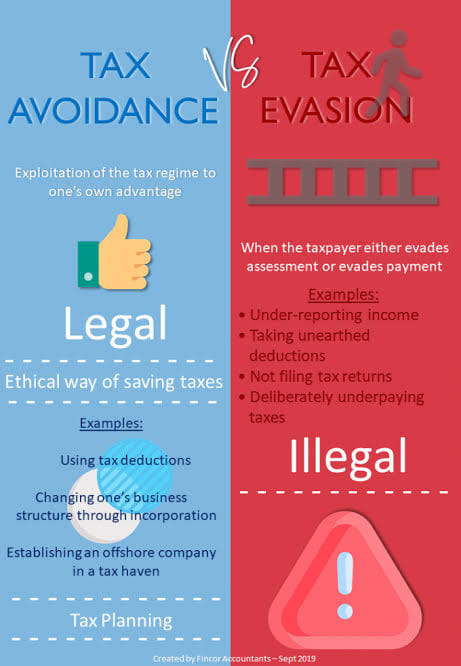 TAX
AVOIDANCE
VS
TAX
EVASION
Exploitation of the tax regime to
one's own advantage
Legal
Ethical way of saving taxes
Examples:
Using tax deductions
Changing one's business
structure through incorporation
Establishing an offshore company
in a tax haven
Tax Planning
When the taxpayer either evades
assessment or evades payment
Examples:
• Under-reporting income
• Taking unearthed
deductions
• Not filing tax returns
• Deliberately underpaying
taxes
Illegal
!
Created by Fincor Accountants – Sept 2019